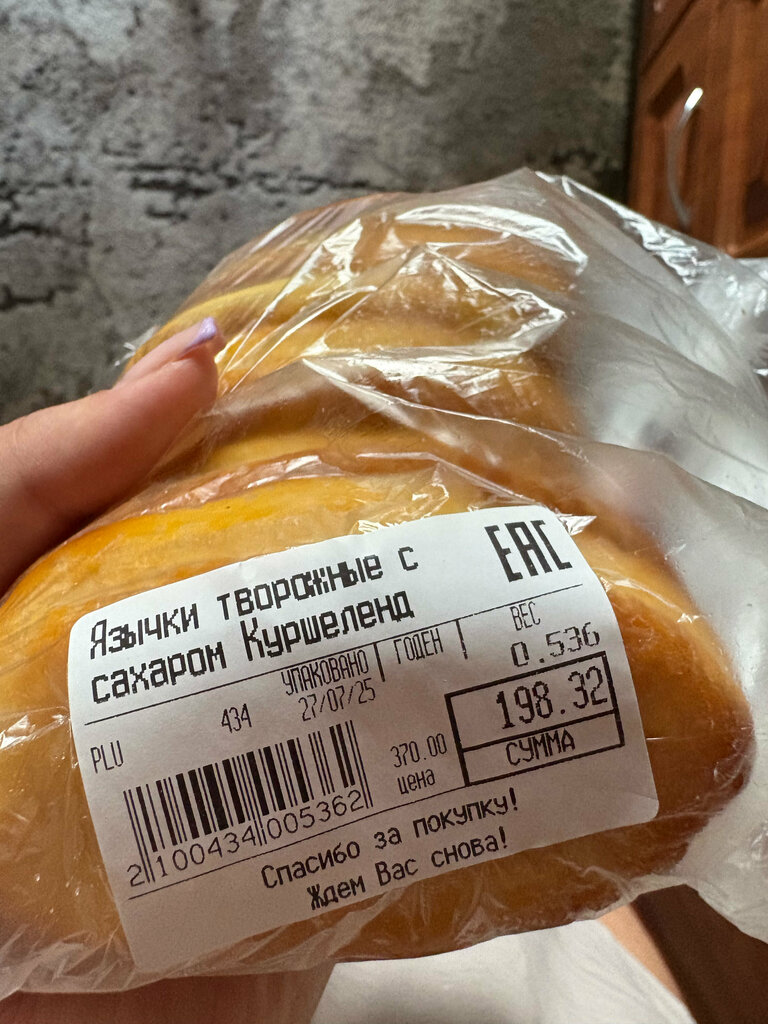 Язычки творожные с
сахаром Куршеленд
EAC
УПАКОВАНО
ГОДЕН
ВЕС
PLU
434
27/07/25
0.536
370.00
цена
198.32
СУММА
2100434005362
Спасибо за покупку!
Ждем Вас снова!